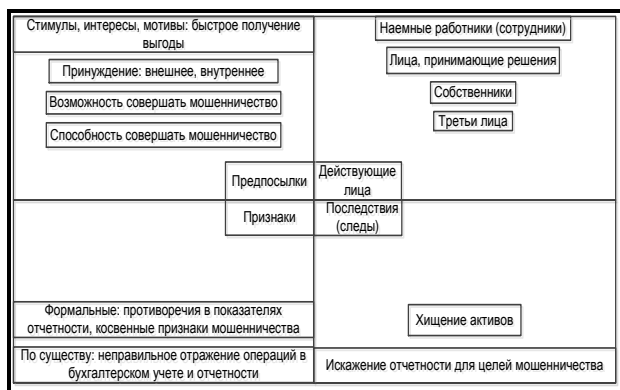 Стимулы, интересы, мотивы: быстрое получение
выгоды
Принуждение: внешнее, внутреннее
Возможность совершать мошенничество
Способность совершать мошенничество
Предпосылки
Наемные работники (сотрудники)
Лица, принимающие решения
Собственники
Третьи лица
Действующие
лица
Признаки
Формальные: противоречия в показателях
отчетности, косвенные признаки мошенничества
По существу: неправильное отражение операций в
бухгалтерском учете и отчетности
Последствия
(следы)
Хищение активов
Искажение отчетности для целей мошенничества